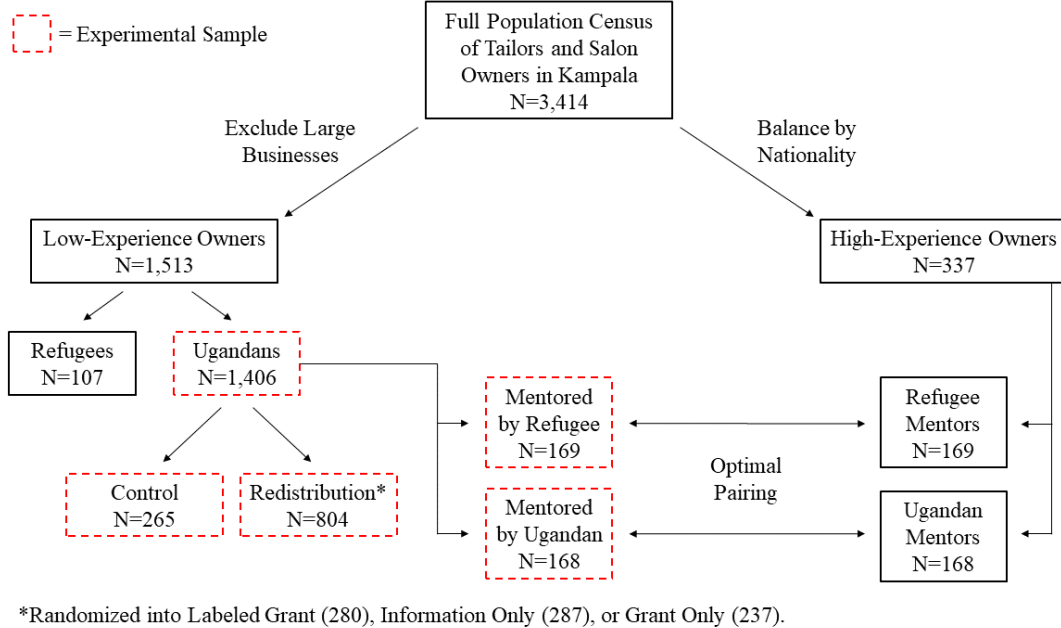 = Experimental Sample
Full Population Census
of Tailors and Salon
Owners in Kampala
N=3,414
Exclude Large
Businesses
Balance by
Nationality
Low-Experience Owners
N=1,513
High-Experience Owners
N=337
Refugees
N=107
Ugandans
N=1,406
Mentored
by Refugee
N=169
Refugee
Mentors
N=169
Control
N=265
Redistribution*
N=804
Optimal
Pairing
Mentored
by Ugandan
N=168
Ugandan
Mentors
N=168
*Randomized into Labeled Grant (280), Information Only (287), or Grant Only (237).